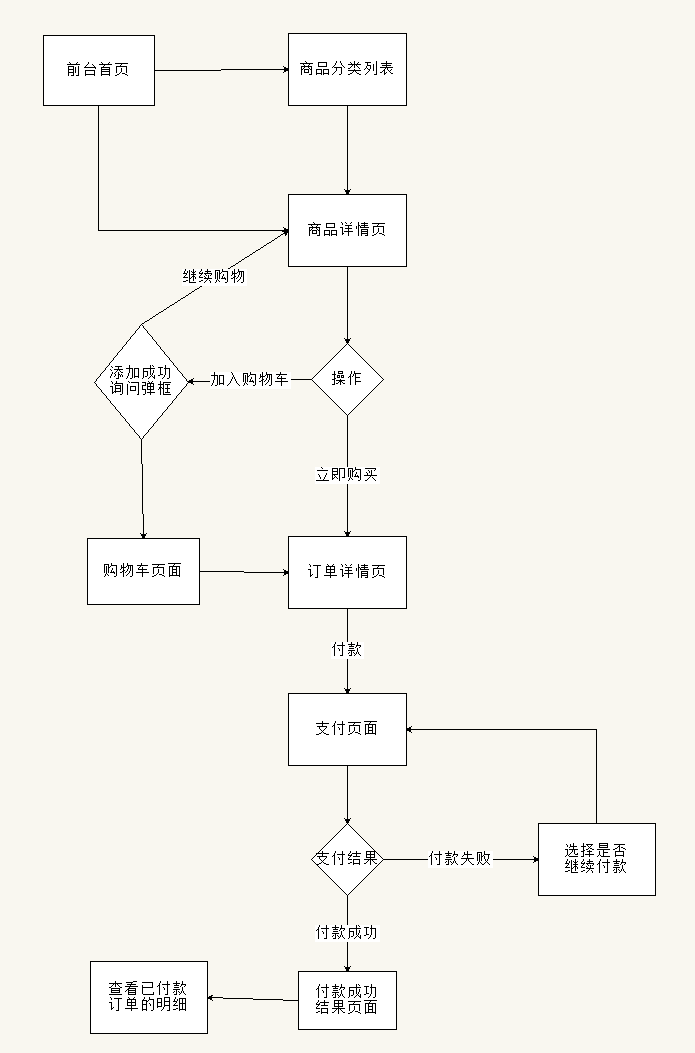 前台首页
商品分类列表
商品详情页
继续购物
添加成功
询问弹框
加入购物车
操作
立即购买
购物车页面
订单详情页
付款
支付页面
支付结果
付款失败
选择是否
继续付款
付款成功
查看已付款
订单的明细
付款成功
结果页面